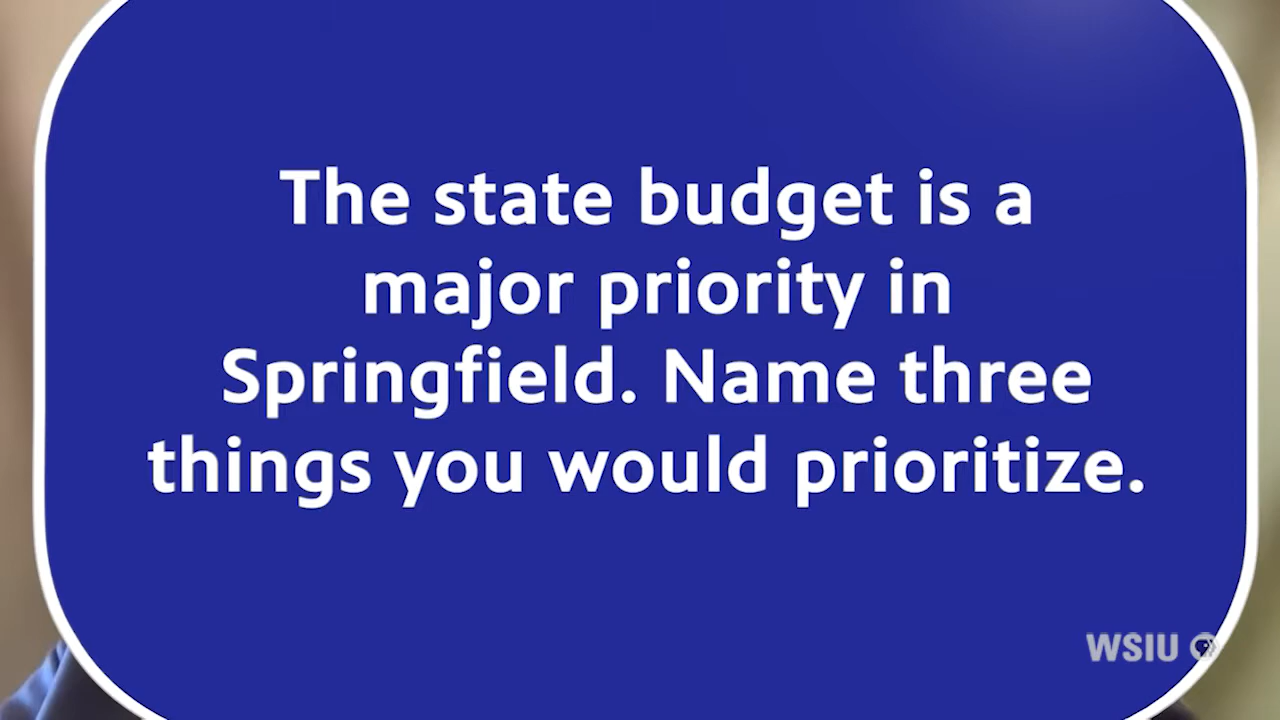 The state budget is a
major priority in
Springfield. Name three
things you would prioritize.
WSIU